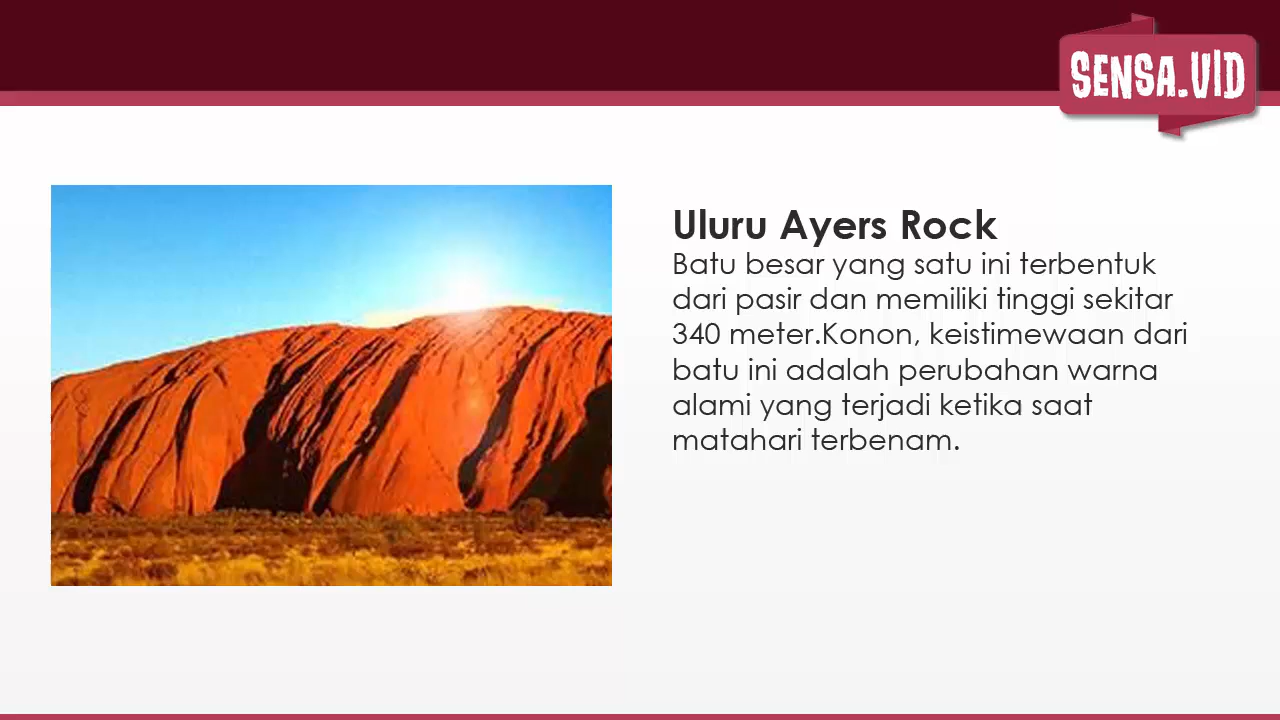 SENSA.VID
Uluru Ayers Rock
Batu besar yang satu ini terbentuk
dari pasir dan memiliki tinggi sekitar
340 meter.Konon, keistimewaan dari
batu ini adalah perubahan warna
alami yang terjadi ketika saat
matahari terbenam.